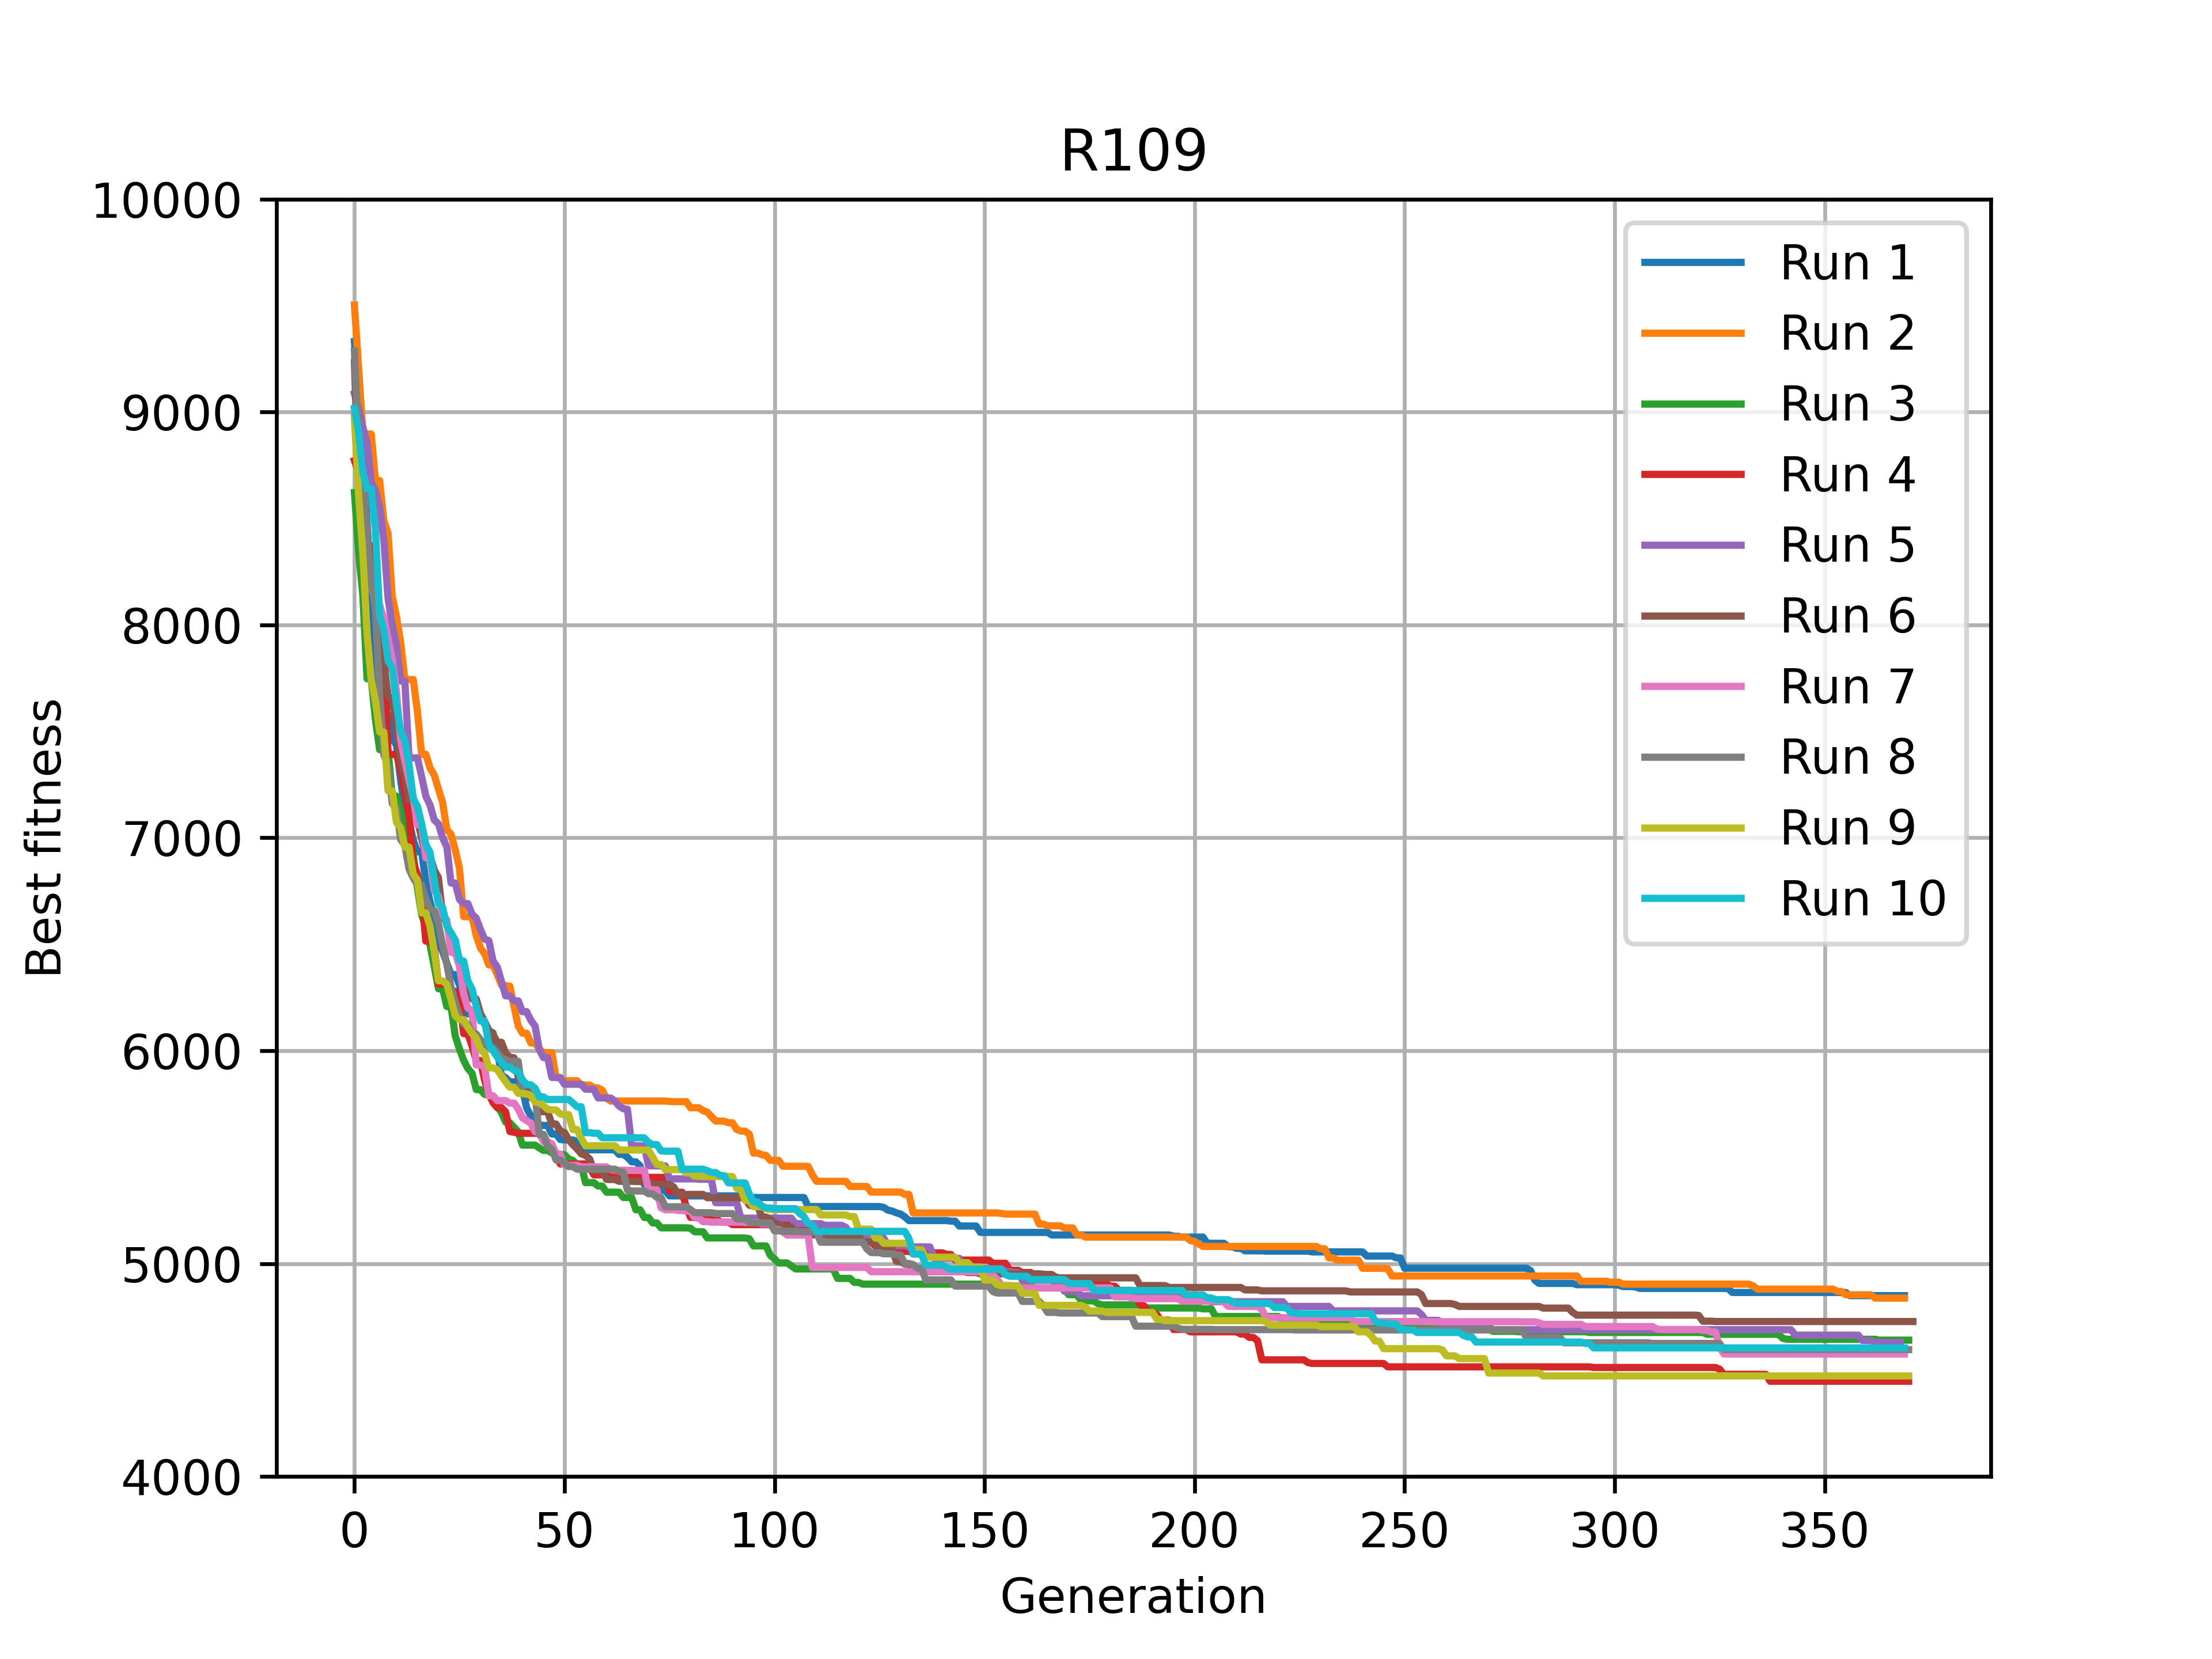 R109
Best fitness
10000
9000
8000
7000
6000
5000
4000
0 50 100 150 200 250 300 350
Generation
Run 1
Run 2
Run 3
Run 4
Run 5
Run 6
Run 7
Run 8
Run 9
Run 10